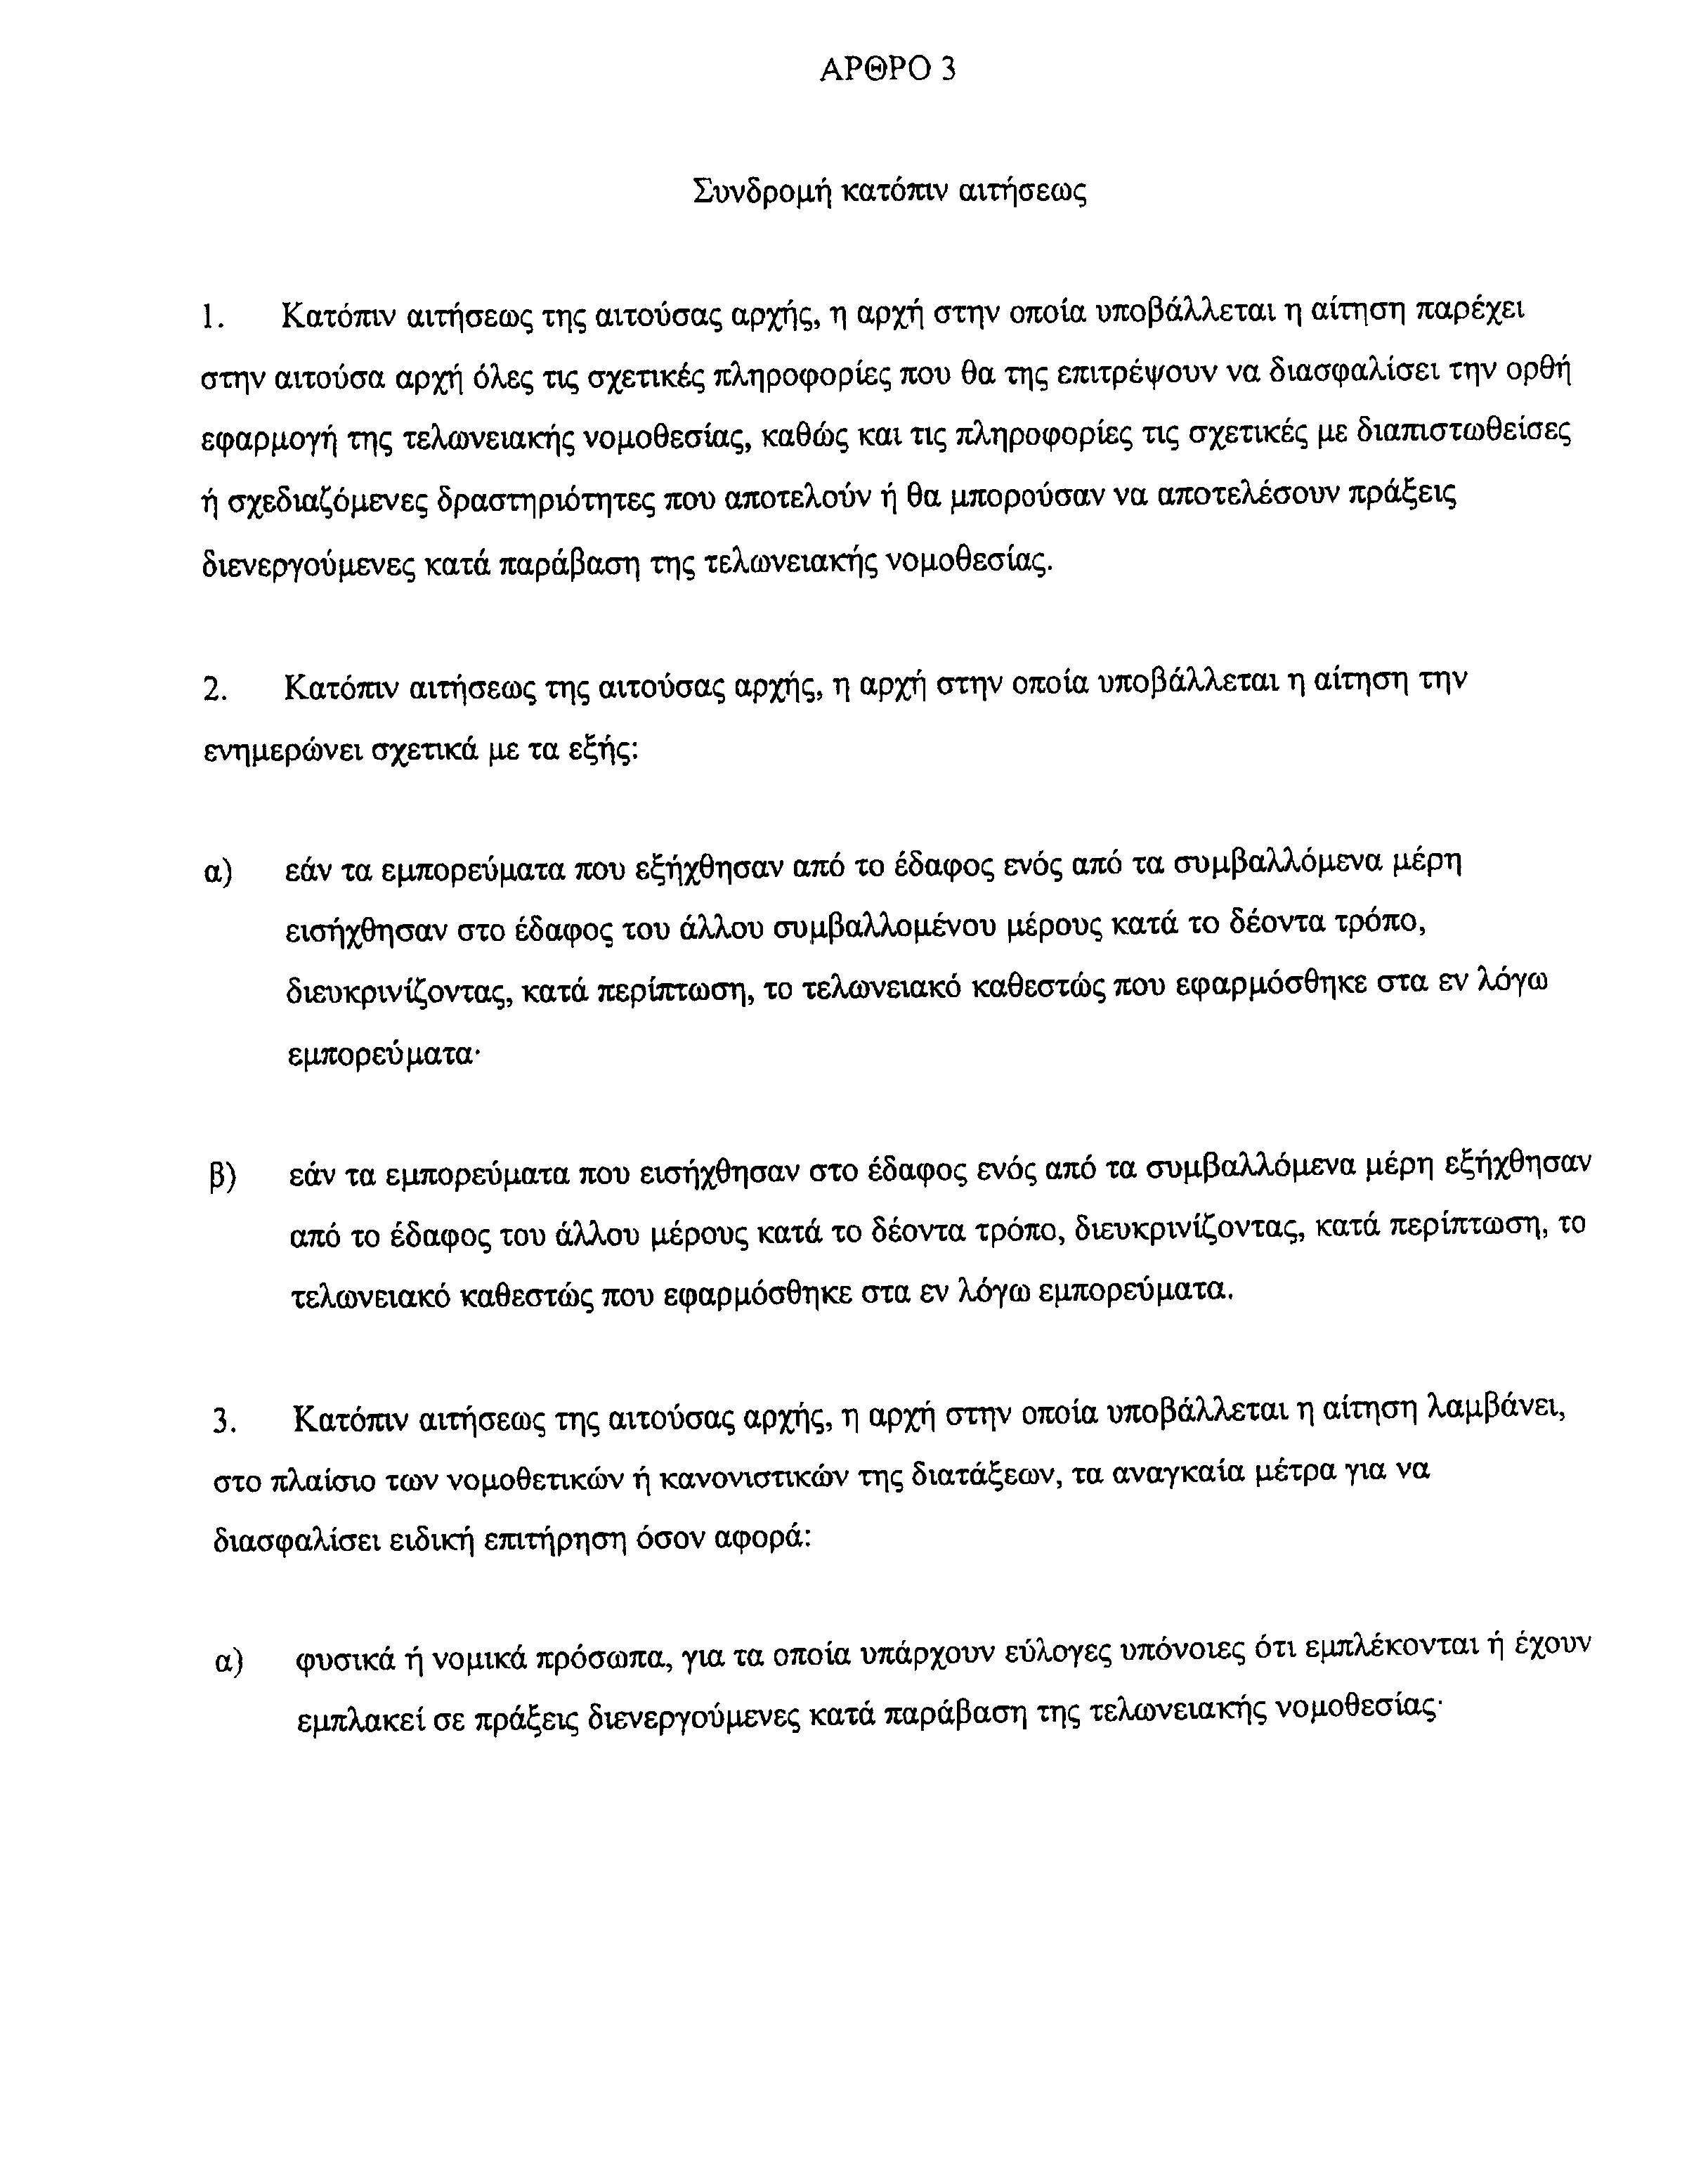 ΑΡΘΡΟ 3
Συνδρομή κατόπιν αιτήσεως
1. Κατόπιν αιτήσεως της αιτούσας αρχής, η αρχή στην οποία υποβάλλεται η αίτηση παρέχει
στην αιτούσα αρχή όλες τις σχετικές πληροφορίες που θα της επιτρέψουν να διασφαλίσει την ορθή
εφαρμογή της τελωνειακής νομοθεσίας, καθώς και τις πληροφορίες τις σχετικές με διαπιστωθείσες
ή σχεδιαζόμενες δραστηριότητες που αποτελούν ή θα μπορούσαν να αποτελέσουν πράξεις
διενεργούμενες κατά παράβαση της τελωνειακής νομοθεσίας.
2. Κατόπιν αιτήσεως της αιτούσας αρχής, η αρχή στην οποία υποβάλλεται η αίτηση την
ενημερώνει σχετικά με τα εξής:
α) εάν τα εμπορεύματα που εξήχθησαν από το έδαφος ενός από τα συμβαλλόμενα μέρη
εισήχθησαν στο έδαφος του άλλου συμβαλλομένου μέρους κατά το δέοντα τρόπο,
διευκρινίζοντας, κατά περίπτωση, το τελωνειακό καθεστώς που εφαρμόσθηκε στα εν λόγω
εμπορεύματα·
β) εάν τα εμπορεύματα που εισήχθησαν στο έδαφος ενός από τα συμβαλλόμενα μέρη εξήχθησαν
από το έδαφος του άλλου μέρους κατά το δέοντα τρόπο, διευκρινίζοντας, κατά περίπτωση, το
τελωνειακό καθεστώς που εφαρμόσθηκε στα εν λόγω εμπορεύματα.
3. Κατόπιν αιτήσεως της αιτούσας αρχής, η αρχή στην οποία υποβάλλεται η αίτηση λαμβάνει,
στο πλαίσιο των νομοθετικών ή κανονιστικών της διατάξεων, τα αναγκαία μέτρα για να
διασφαλίσει ειδική επιτήρηση όσον αφορά:
α) φυσικά ή νομικά πρόσωπα, για τα οποία υπάρχουν εύλογες υπόνοιες ότι εμπλέκονται ή έχουν
εμπλακεί σε πράξεις διενεργούμενες κατά παράβαση της τελωνειακής νομοθεσίας·